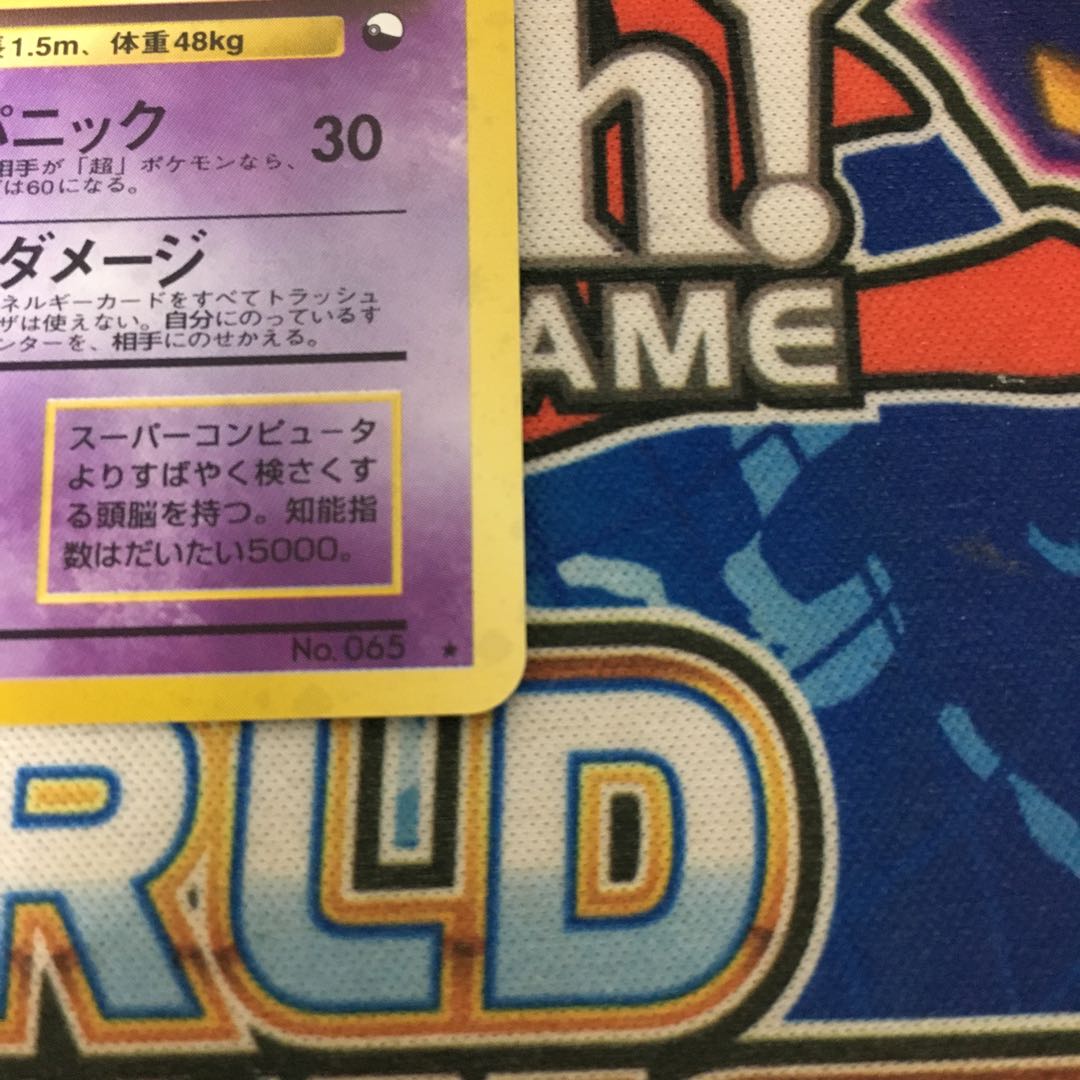 1.5m、体重48kg
パニック 30
相手が「超」ポケモンなら、
は60になる。
ダメージ
ネルギーカードをすべてトラッシュ
ザは使えない。自分にのっているす
ンターを、相手にのせかえる。
スーパーコンピュータ
よりすばやく検さくす
る頭脳を持つ。知能指
数はだいたい5000。
No. 065 ★
h!
AME
RLD